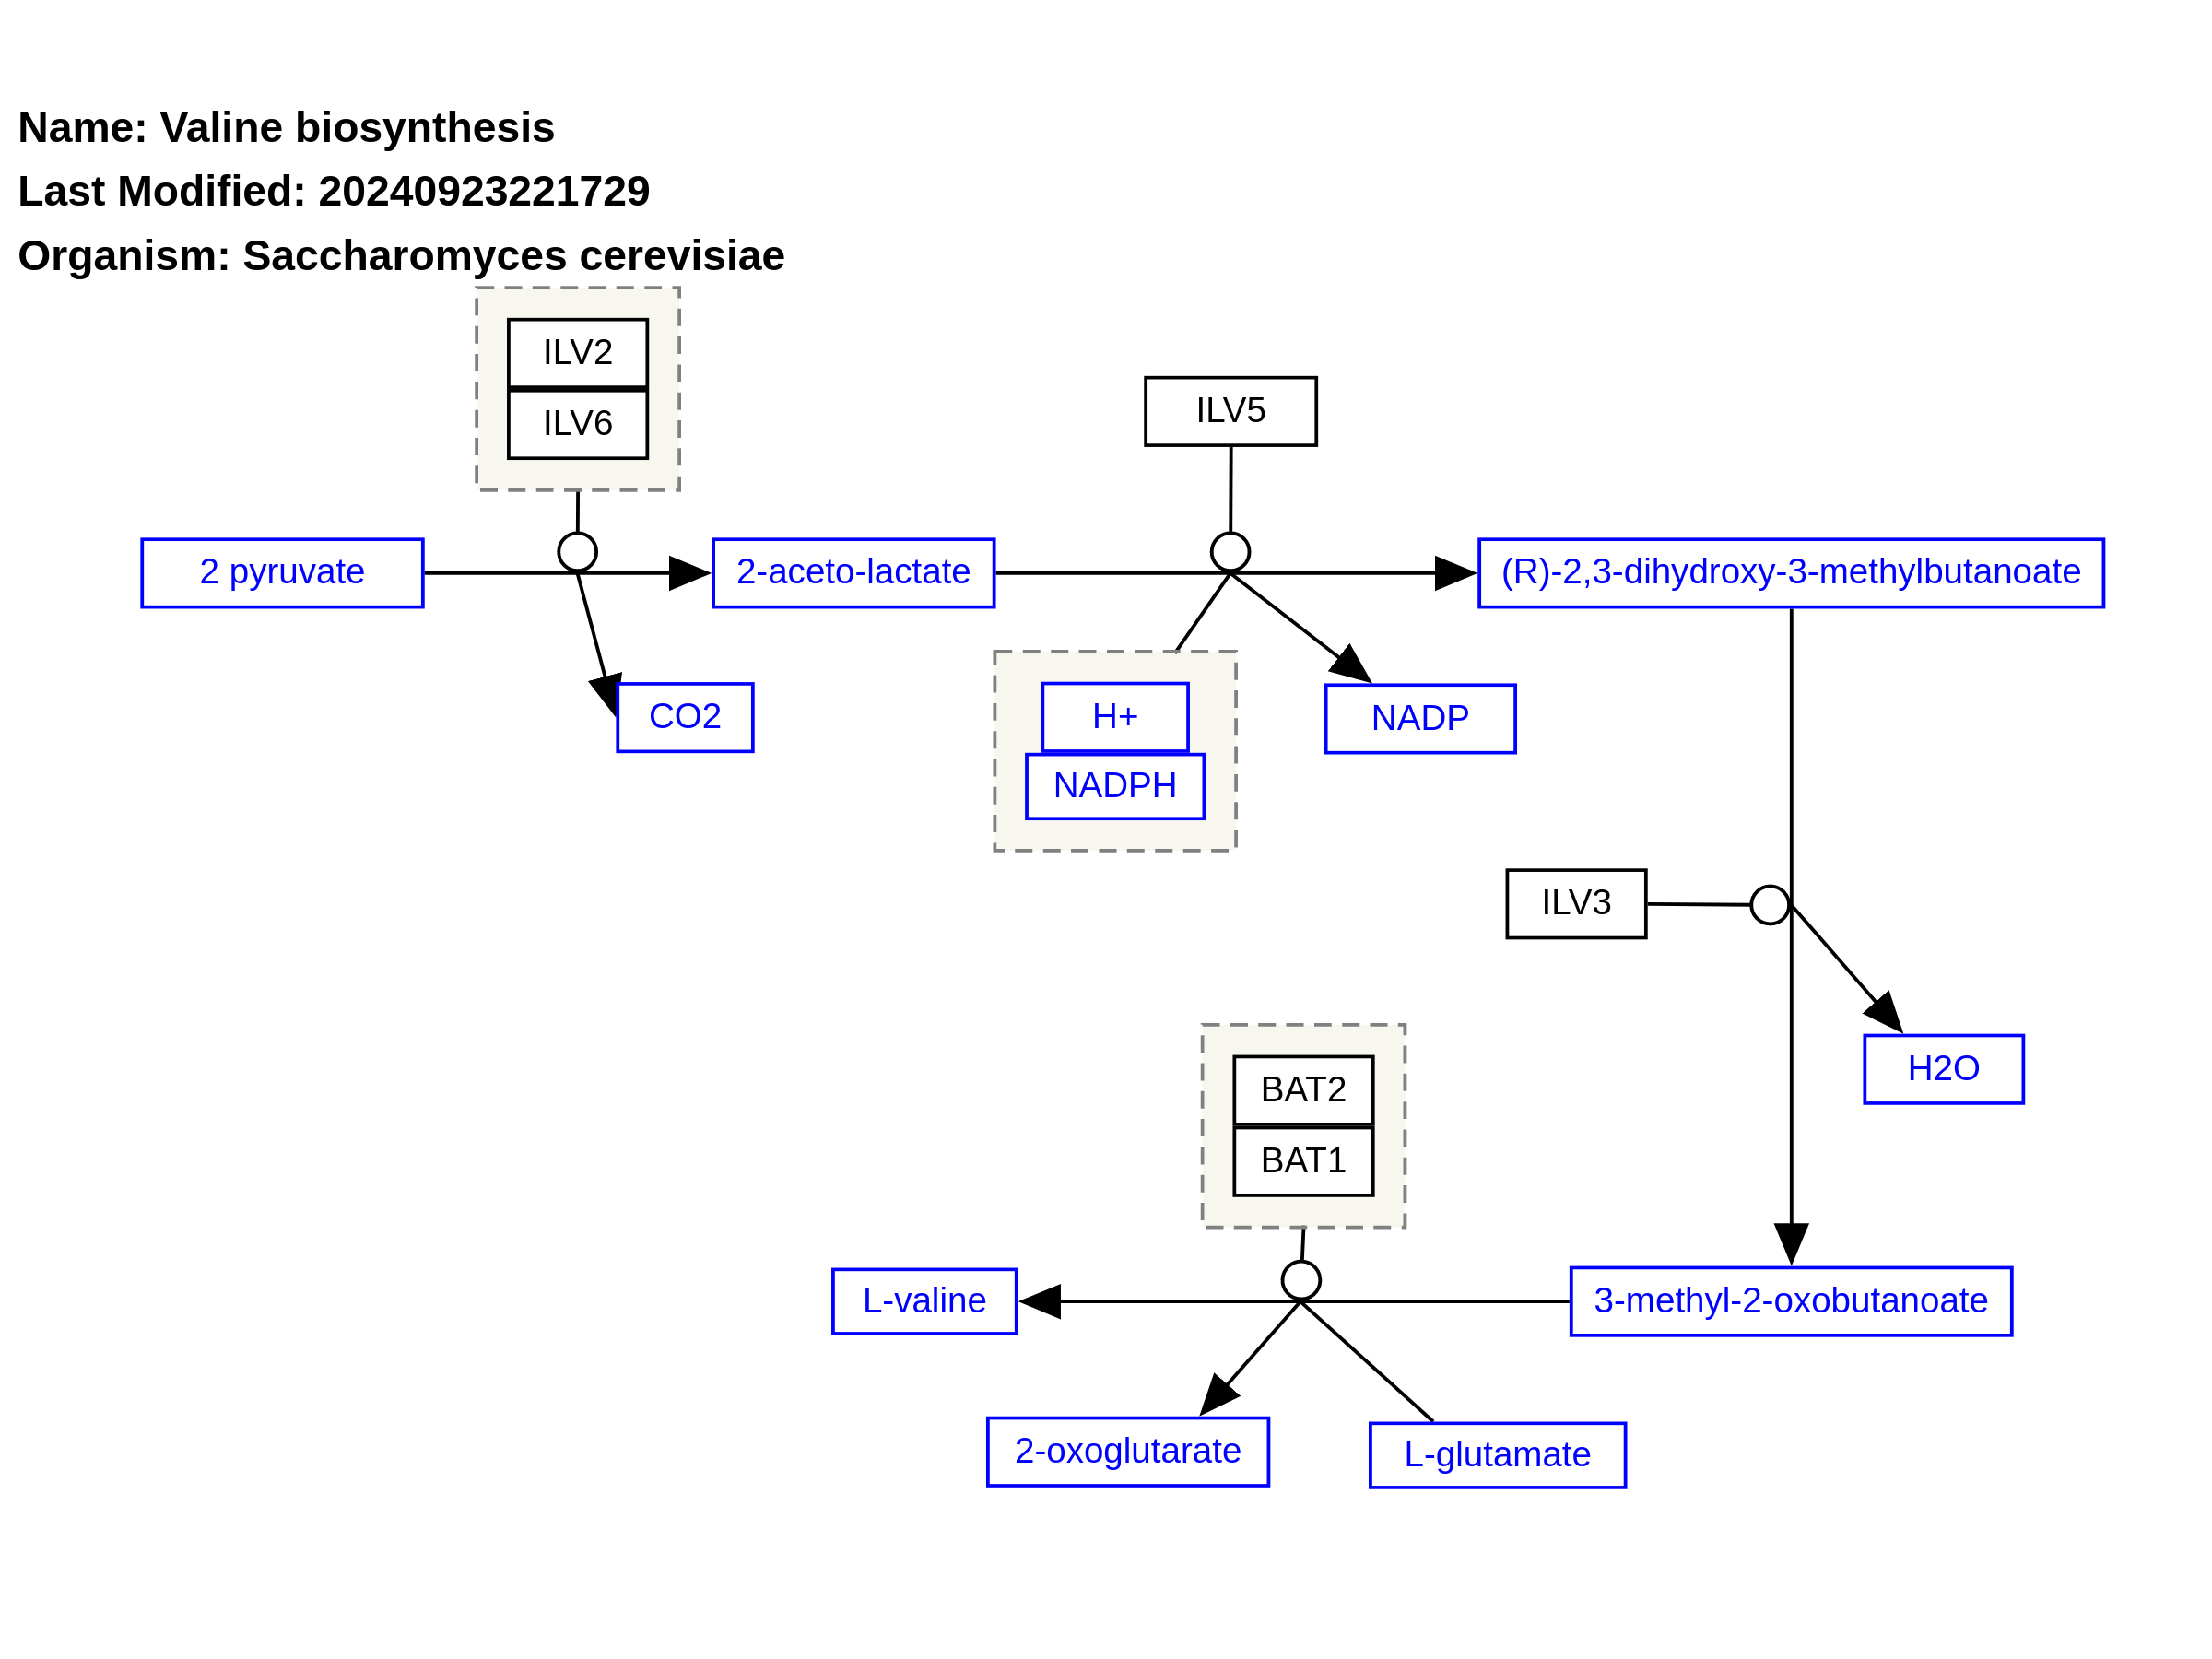 Name: Valine biosynthesis
Last Modified: 20240923221729
Organism: Saccharomyces cerevisiae
ILV2
ILV6
ILV5
2 pyruvate
2-aceto-lactate
(R)-2,3-dihydroxy-3-methylbutanoate
CO2
H+
NADP
NADPH
ILV3
H2O
BAT2
BAT1
L-valine
3-methyl-2-oxobutanoate
2-oxoglutarate
L-glutamate